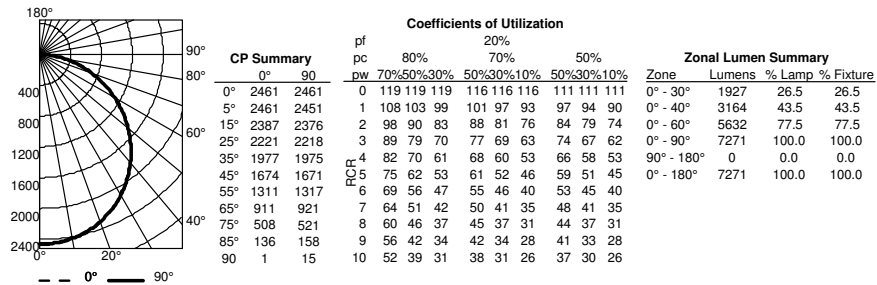 180°
90°
80°
60°
40°
400
800
1200
1600
2000
2400
0° 20°
0° 90°
CP Summary
0° 90
0° 2461 2461
5° 2461 2451
15° 2387 2376
25° 2221 2218
35° 1977 1975
45° 1674 1671
55° 1311 1317
65° 911 921
75° 508 521
85° 136 158
90 1 15
Coefficients of Utilization
pf 20%
pc 80% 70% 50%
pw 70%50%30% 50%30%10% 50%30%10%
RCR
0 119 119 119 116 116 116 111 111 111
1 108 103 99 101 97 93 97 94 90
2 98 90 83 88 81 76 84 79 74
3 89 79 70 77 69 63 74 67 62
4 82 70 61 68 60 53 66 58 53
5 75 62 53 61 52 46 59 51 45
6 69 56 47 55 46 40 53 45 40
7 64 51 42 50 41 35 48 41 35
8 60 46 37 45 37 31 44 37 31
9 56 42 34 42 34 28 41 33 28
10 52 39 31 38 31 26 37 30 26
Zonal Lumen Summary
Zone Lumens % Lamp % Fixture
0° - 30° 1927 26.5 26.5
0° - 40° 3164 43.5 43.5
0° - 60° 5632 77.5 77.5
0° - 90° 7271 100.0 100.0
90° - 180° 0 0.0 0.0
0° - 180° 7271 100.0 100.0